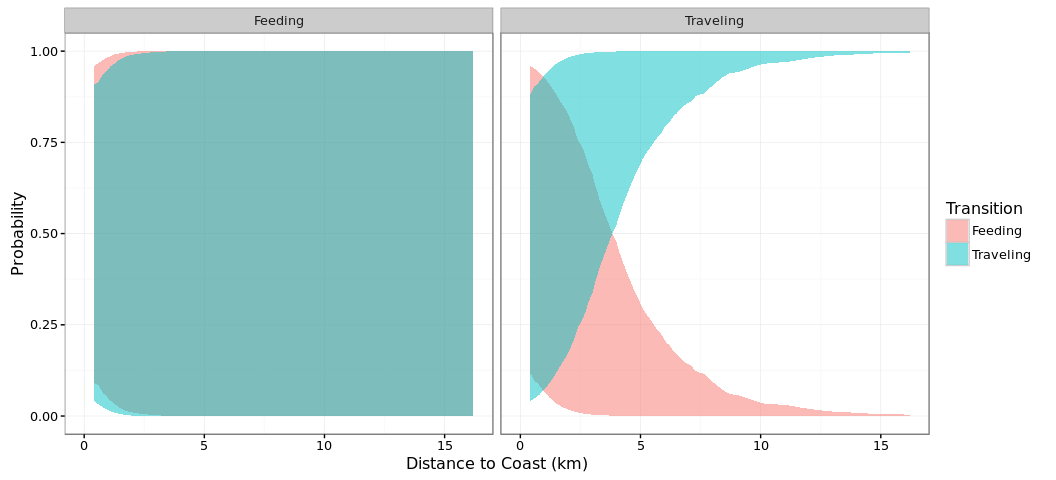 Feeding
Traveling
1.00
0.75
0.50
0.25
0.00
Probability
0
5
10
15
0
5
10
15
Distance to Coast (km)
Transition
Feeding
Traveling